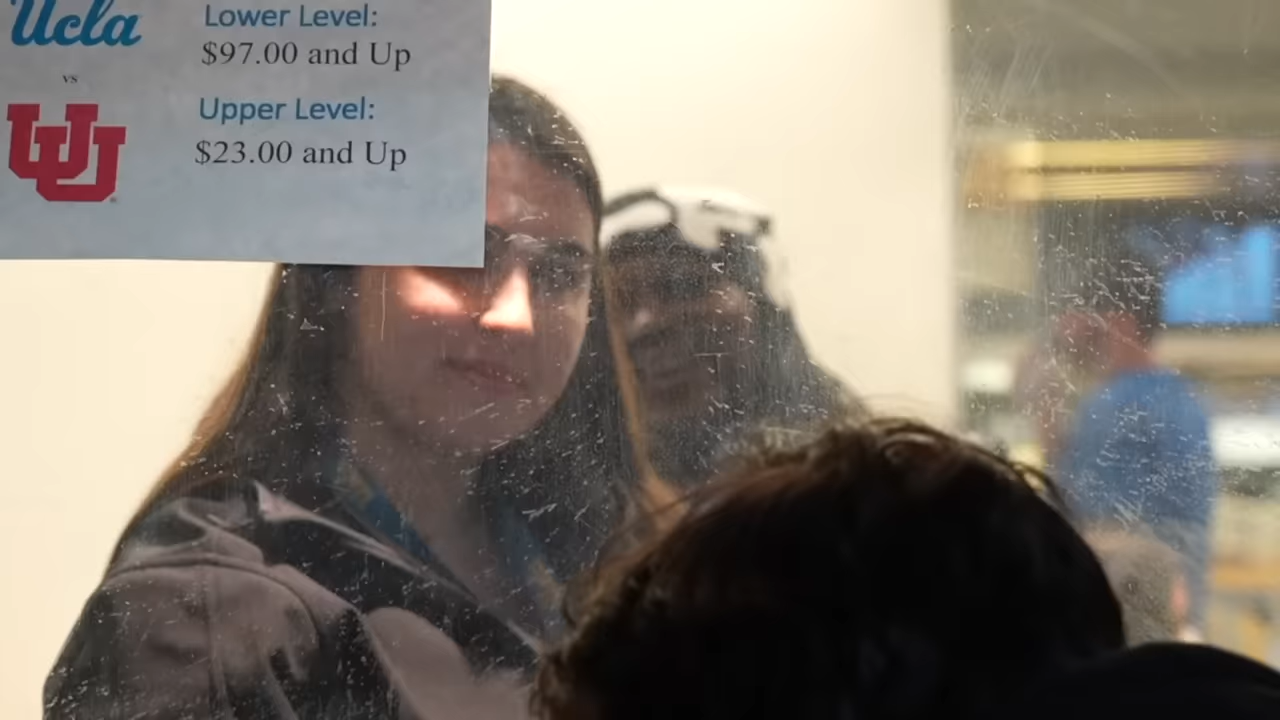 Ucla
vs
Lower Level:
$97.00 and Up
Upper Level:
$23.00 and Up